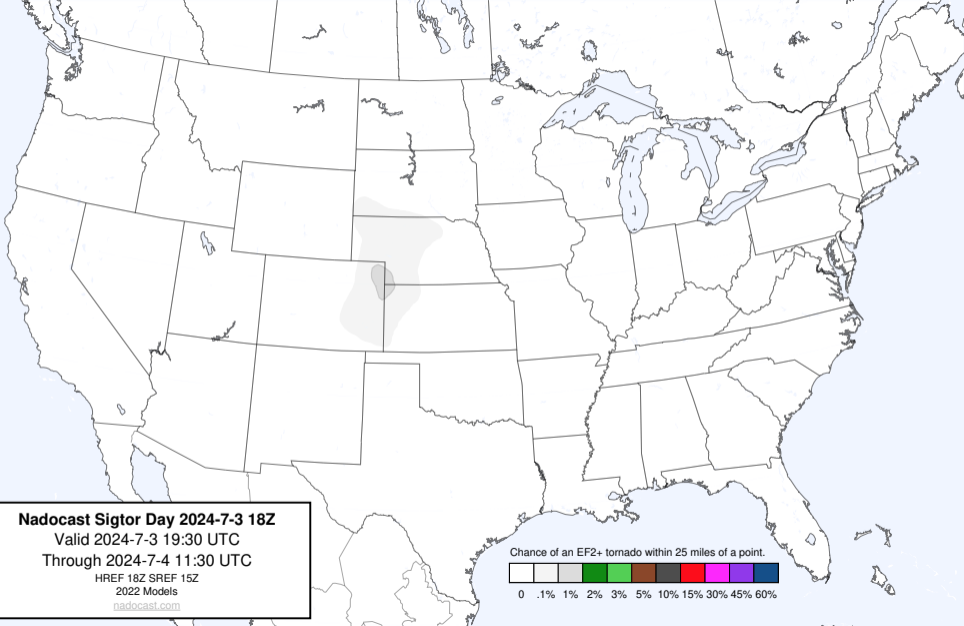 Nadocast Sigtor Day 2024-7-3 18Z
Valid 2024-7-3 19:30 UTC
Through 2024-7-4 11:30 UTC
HREF 18Z SREF 15Z
2022 Models
nadocast.com
Chance of an EF2+ tornado within 25 miles of a point.
0 .1% 1% 2% 3% 5% 10% 15% 30% 45% 60%